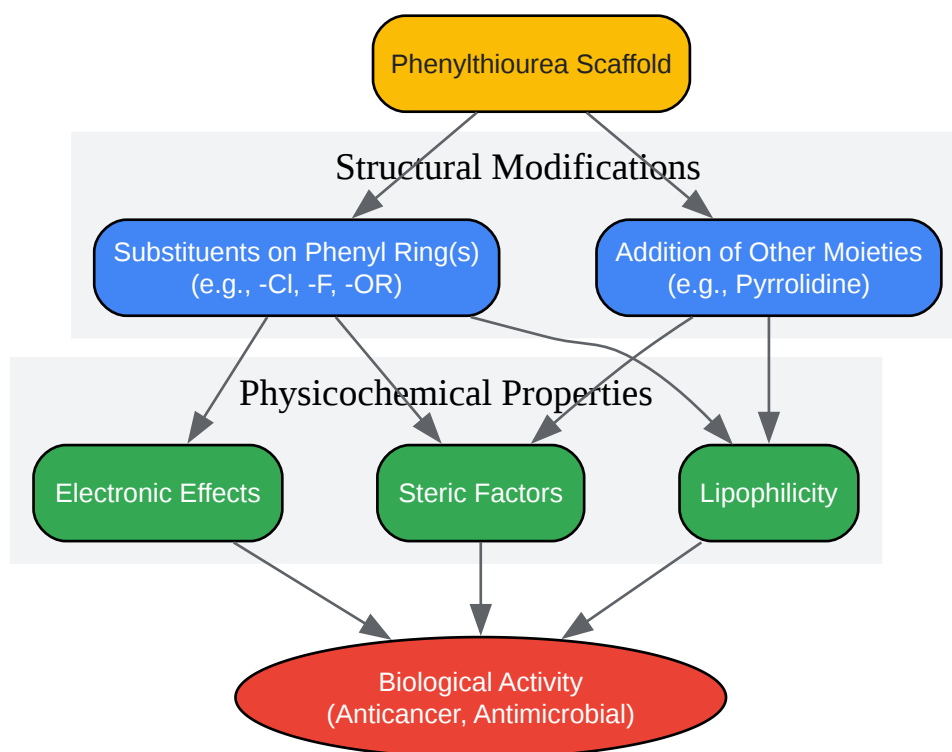 Phenylthiourea Scaffold
Structural Modifications
Substituents on Phenyl Ring(s)
(e.g., -Cl, -F, -OR)
Addition of Other Moieties
(e.g., Pyrrolidine)
Physicochemical Properties
Electronic Effects
Steric Factors
Lipophilicity
Biological Activity
(Anticancer, Antimicrobial)